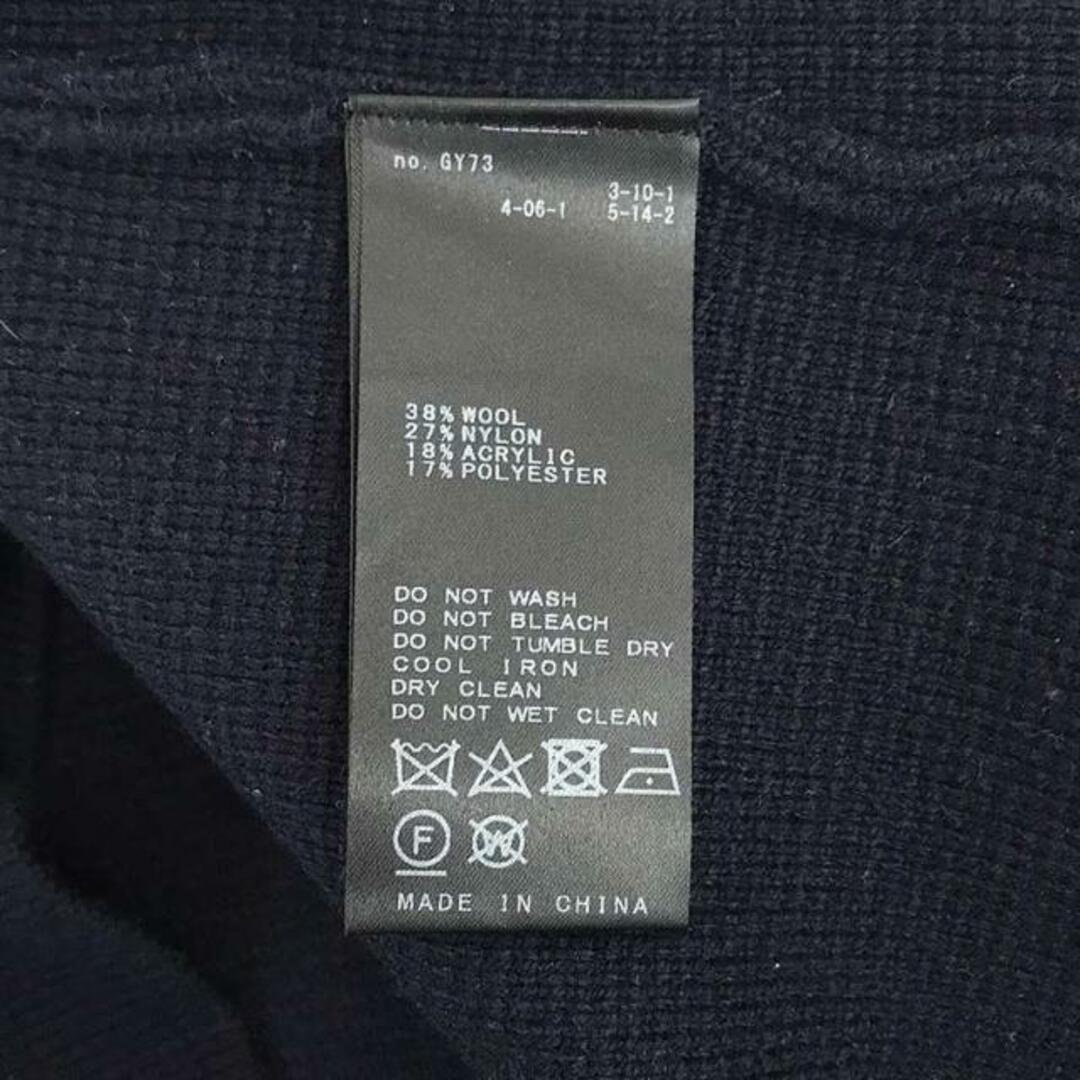 no. GY73
3-10-1
4-06-1 5-14-2
38% WOOL
27% NYLON
18% ACRYLIC
17% POLYESTER
DO NOT WASH
DO NOT BLEACH
DO NOT TUMBLE DRY
COOL IRON
DRY CLEAN
DO NOT WET CLEAN
F W
MADE IN CHINA